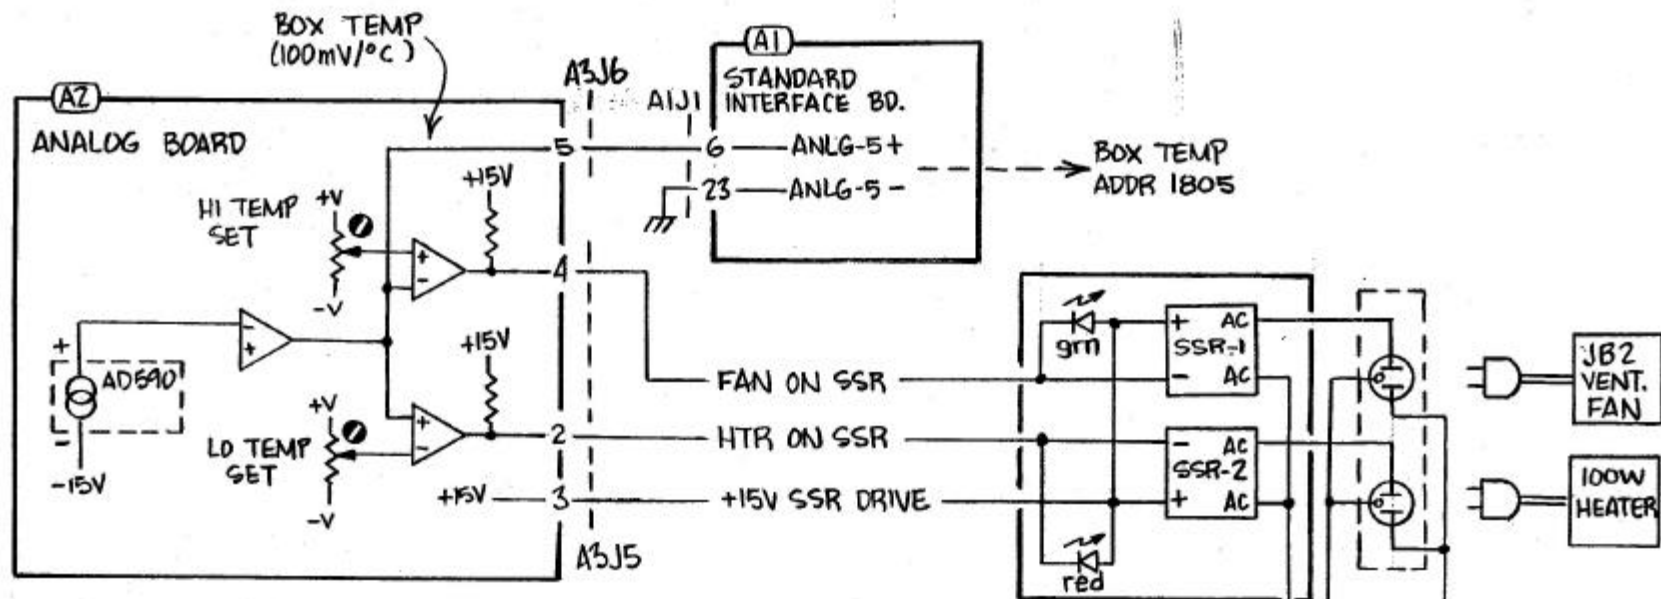 BOX TEMP
(100mV/°C)
A3J6
A1
STANDARD
INTERFACE BD.
A1J1
A2
ANALOG BOARD
5
6
ANLG-5+
23
ANLG-5-
BOX TEMP
ADDR 1805
HI TEMP
SET
+V
-V
+15V
+
-
4
-
+
+
AD590
-
-15V
LO TEMP
SET
+V
-V
+15V
+
-
2
+15V
3
A3J5
FAN ON SSR
HTR ON SSR
+15V SSR DRIVE
grn
+
AC
SSR-1
-
AC
-
AC
SSR-2
+
AC
red
JB2
VENT.
FAN
100W
HEATER